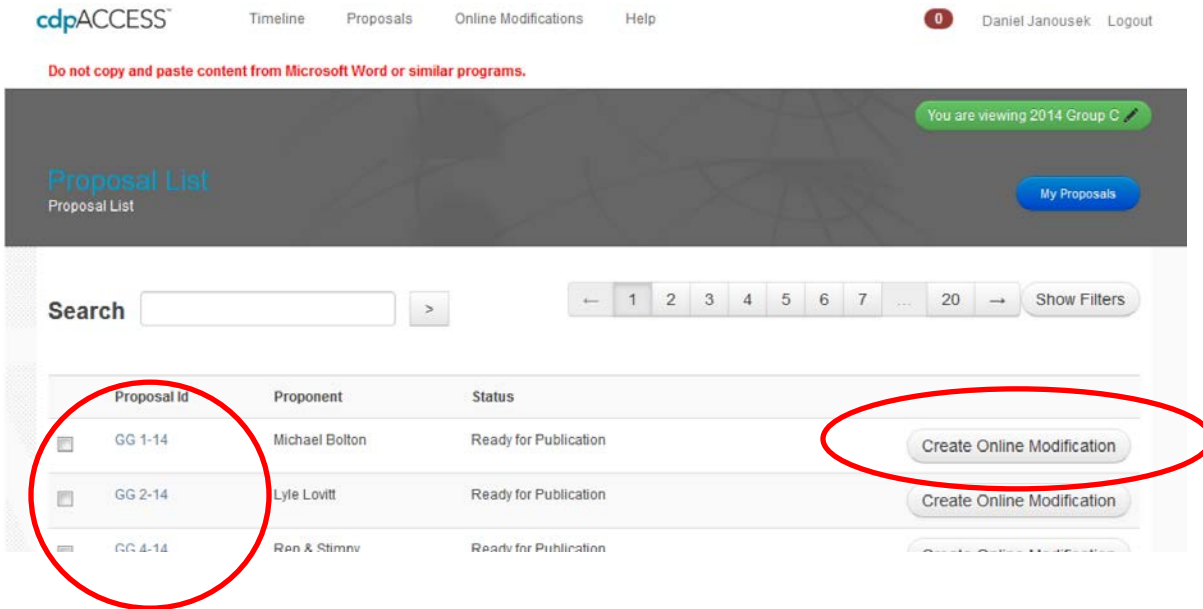 cdpACCESS™ Timeline Proposals Online Modifications Help 0 Daniel Janousek Logout
Do not copy and paste content from Microsoft Word or similar programs.
You are viewing 2014 Group C
Proposal List
My Proposals
Proposal List
Search > ← 1 2 3 4 5 6 7 ... 20 → Show Filters
Proposal Id Proponent Status
GG 1-14 Michael Bolton Ready for Publication Create Online Modification
GG 2-14 Lyle Lovitt Ready for Publication Create Online Modification
GG 4-14 Ren & Stimpy Ready for Publication Create Online Modification